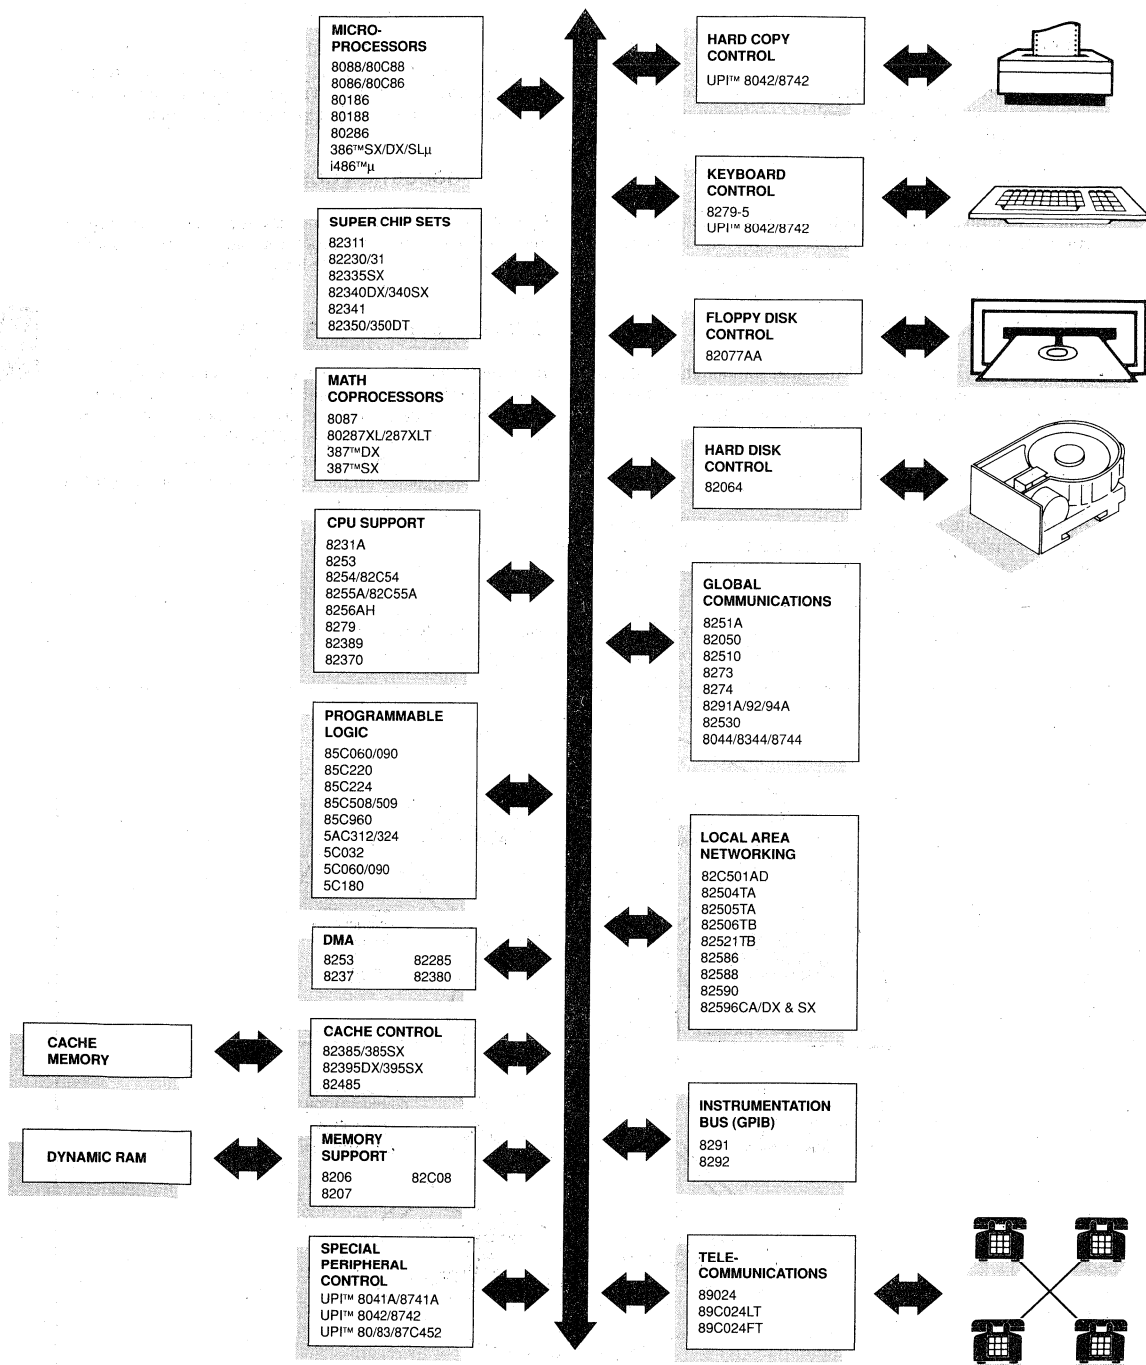 MICRO-
PROCESSORS
8088/80C88
8086/80C86
80186
80188
80286
386™SX/DX/SLµ
i486™µ
SUPER CHIP SETS
82311
82230/31
82335SX
82340DX/340SX
82341
82350/350DT
MATH
COPROCESSORS
8087
80287XL/287XLT
387™DX
387™SX
CPU SUPPORT
8231A
8253
8254/82C54
8255A/82C55A
8256AH
8279
82389
82370
PROGRAMMABLE
LOGIC
85C060/090
85C220
85C224
85C508/509
85C960
5AC312/324
5C032
5C060/090
5C180
DMA
8253 82285
8237 82380
CACHE
MEMORY
CACHE CONTROL
82385/385SX
82395DX/395SX
82485
DYNAMIC RAM
MEMORY
SUPPORT
8206 82C08
8207
SPECIAL
PERIPHERAL
CONTROL
UPI™ 8041A/8741A
UPI™ 8042/8742
UPI™ 80/83/87C452
HARD COPY
CONTROL
UPI™ 8042/8742
KEYBOARD
CONTROL
8279-5
UPI™ 8042/8742
FLOPPY DISK
CONTROL
82077AA
HARD DISK
CONTROL
82064
GLOBAL
COMMUNICATIONS
8251A
82050
82510
8273
8274
8291A/92/94A
82530
8044/8344/8744
LOCAL AREA
NETWORKING
82C501AD
82504TA
82505TA
82506TB
82521TB
82586
82588
82590
82596CA/DX & SX
INSTRUMENTATION
BUS (GPIB)
8291
8292
TELE-
COMMUNICATIONS
89024
89C024LT
89C024FT